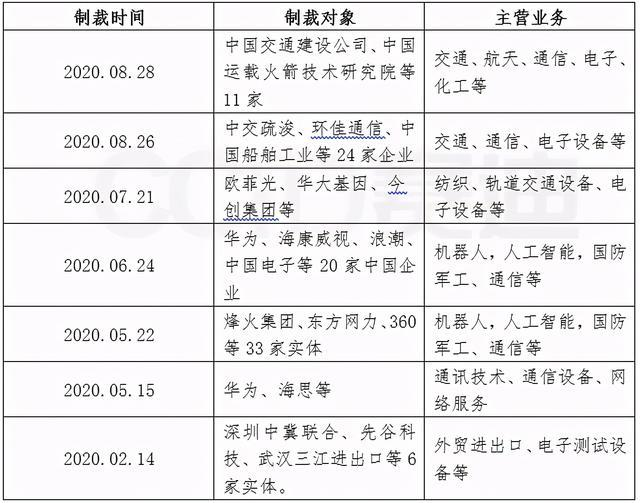 制裁时间 制裁对象 主营业务
2020.08.28
中国交通建设公司、中国
运载火箭技术研究院等
11 家
交通、航天、通信、电子、
化工等
2020.08.26
中交疏浚、环佳通信、中
国船舶工业等 24 家企业
交通、通信、电子设备等
2020.07.21
欧菲光、华大基因、今
创集团等
纺织、轨道交通设备、电
子设备等
2020.06.24
华为、海康威视、浪潮、
中国电子等 20 家中国企
业
机器人，人工智能，国防
军工、通信等
2020.05.22
烽火集团、东方网力、360
等 33 家实体
机器人，人工智能，国防
军工、通信等
2020.05.15
华为、海思等
通讯技术、通信设备、网
络服务
2020.02.14
深圳中冀联合、先谷科
技、武汉三江进出口等 6
家实体。
外贸进出口、电子测试设
备等